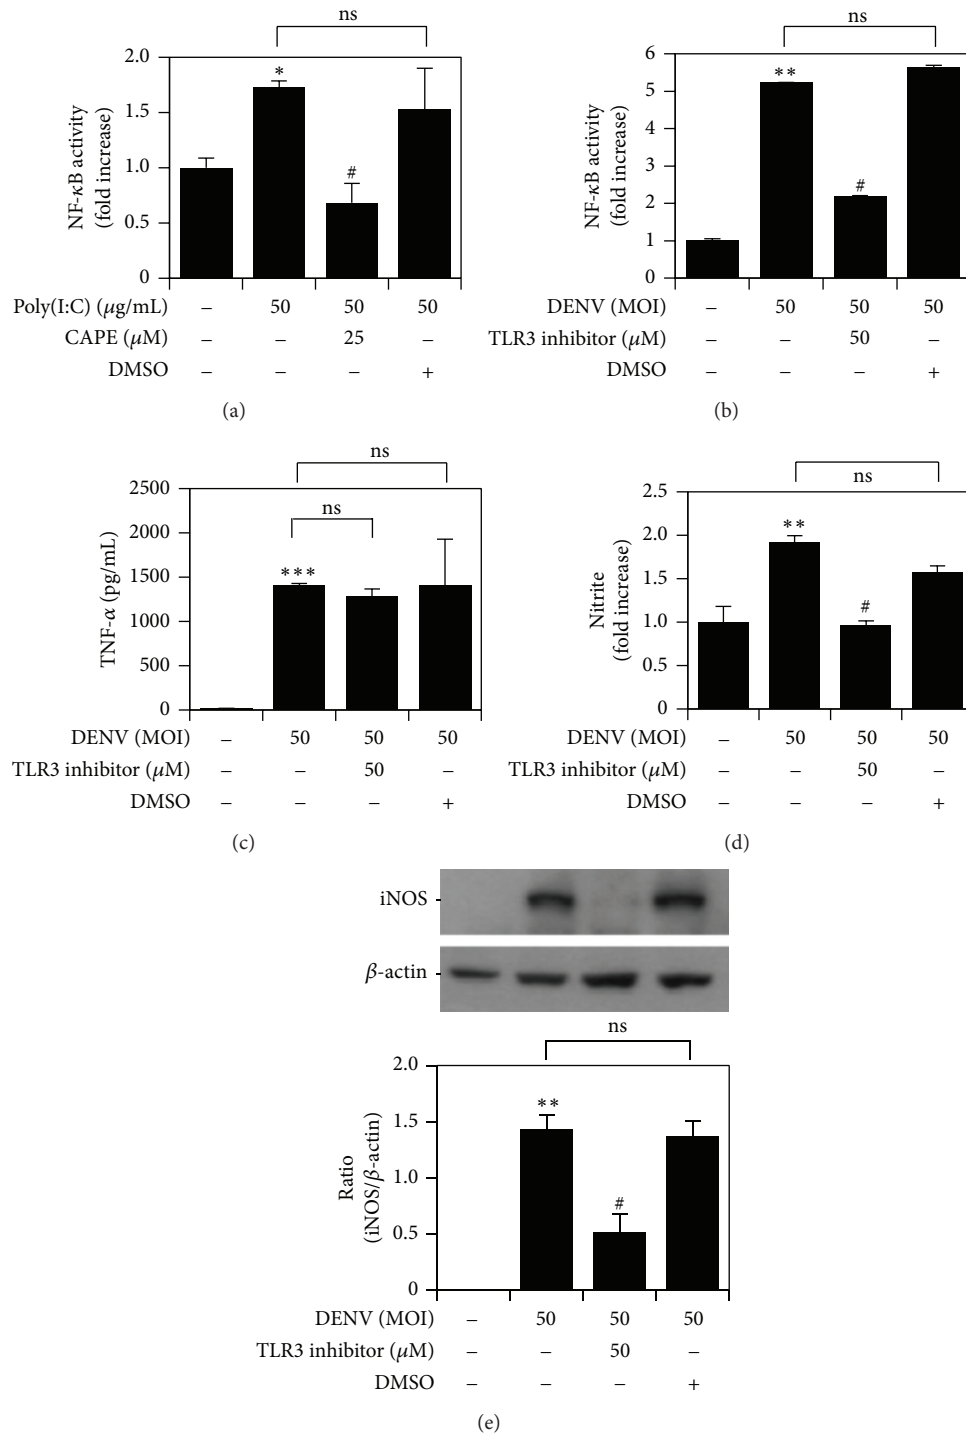 ns
2.0
1.5
1.0
0.5
0
NF-κB activity
(fold increase)
*
#
Poly(I:C) (μg/mL) – 50 50 50
CAPE (μM) – – 25 –
DMSO – – – +
(a)
ns
6
5
4
3
2
1
0
NF-κB activity
(fold increase)
**
#
DENV (MOI) – 50 50 50
TLR3 inhibitor (μM) – – 50 –
DMSO – – – +
(b)
ns
ns
2500
2000
1500
1000
500
0
TNF-α (pg/mL)
***
DENV (MOI) – 50 50 50
TLR3 inhibitor (μM) – – 50 –
DMSO – – – +
(c)
ns
2.5
2.0
1.5
1.0
0.5
0
Nitrite
(fold increase)
**
#
DENV (MOI) – 50 50 50
TLR3 inhibitor (μM) – – 50 –
DMSO – – – +
(d)
iNOS
β-actin
ns
2.0
1.5
1.0
0.5
0
Ratio
(iNOS/β-actin)
**
#
DENV (MOI) – 50 50 50
TLR3 inhibitor (μM) – – 50 –
DMSO – – – +
(e)